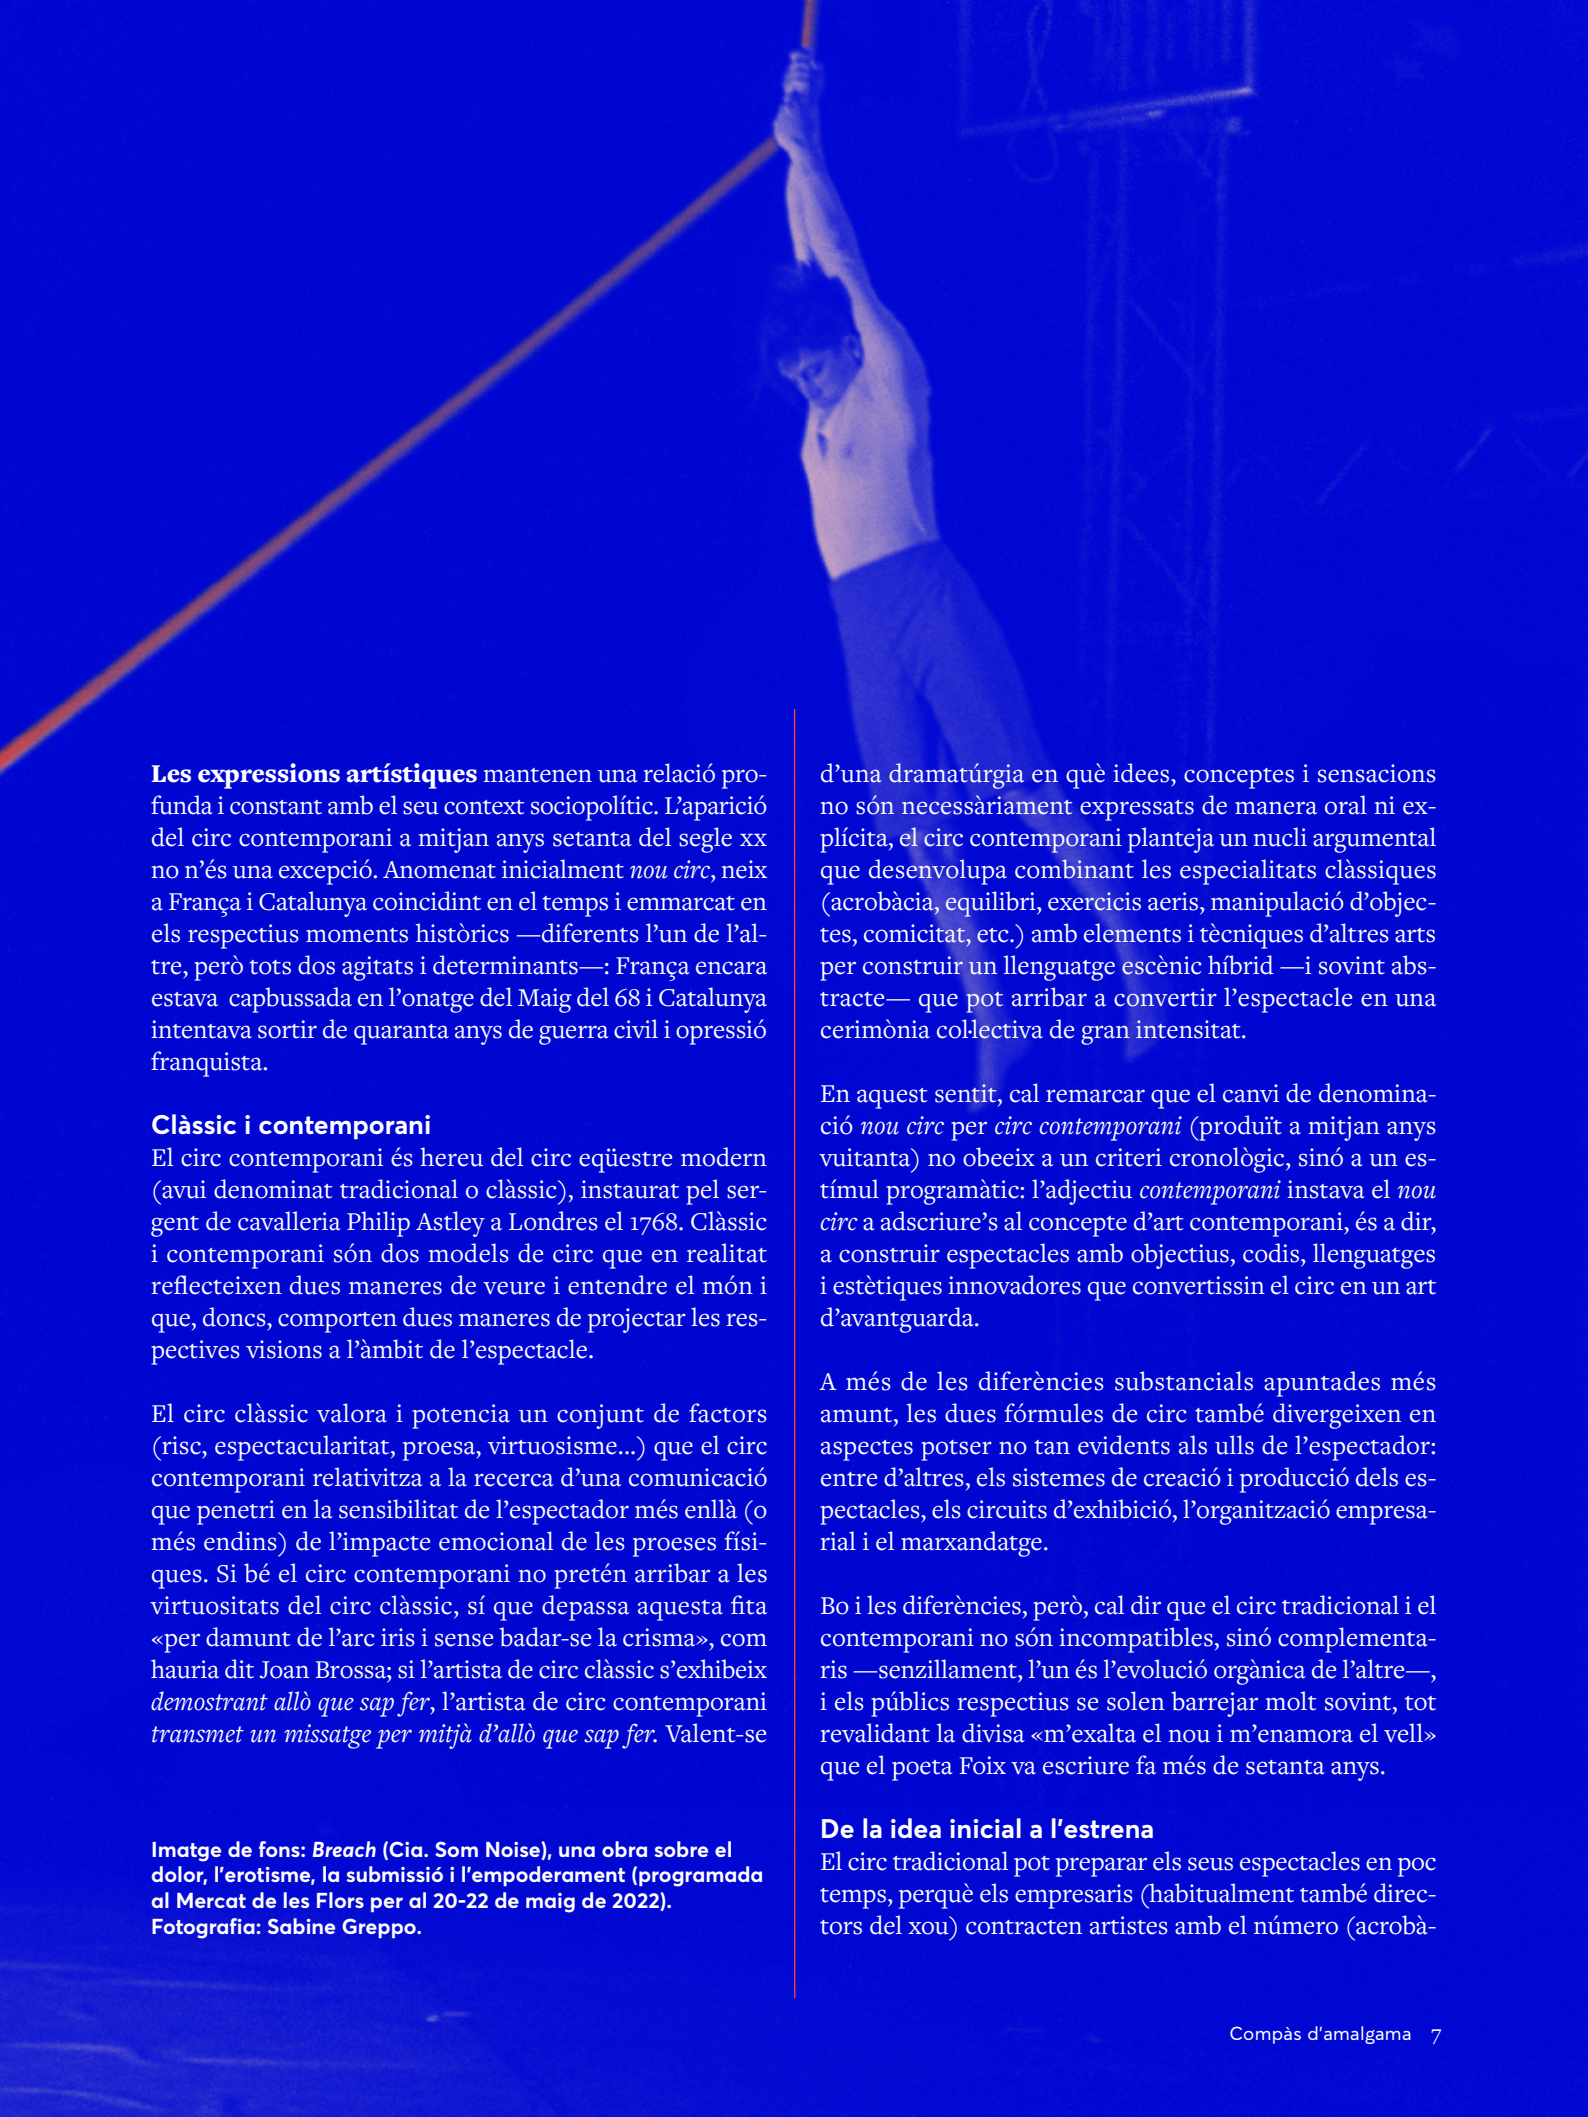 Les expressions artístiques mantenen una relació pro-
funda i constant amb el seu context sociopolític. L’aparició
del circ contemporani a mitjan anys setanta del segle xx
no n’és una excepció. Anomenat inicialment nou circ, neix
a França i Catalunya coincidint en el temps i emmarcat en
els respectius moments històrics —diferents l’un de l’al-
tre, però tots dos agitats i determinants—: França encara
estava capbussada en l’onatge del Maig del 68 i Catalunya
intentava sortir de quaranta anys de guerra civil i opressió
franquista.
Clàssic i contemporani
El circ contemporani és hereu del circ eqüestre modern
(avui denominat tradicional o clàssic), instaurat pel ser-
gent de cavalleria Philip Astley a Londres el 1768. Clàssic
i contemporani són dos models de circ que en realitat
reflecteixen dues maneres de veure i entendre el món i
que, doncs, comporten dues maneres de projectar les res-
pectives visions a l’àmbit de l’espectacle.
El circ clàssic valora i potencia un conjunt de factors
(risc, espectacularitat, proesa, virtuosisme...) que el circ
contemporani relativitza a la recerca d’una comunicació
que penetri en la sensibilitat de l’espectador més enllà (o
més endins) de l’impacte emocional de les proeses físi-
ques. Si bé el circ contemporani no pretén arribar a les
virtuositats del circ clàssic, sí que depassa aquesta fita
«per damunt de l’arc iris i sense badar-se la crisma», com
hauria dit Joan Brossa; si l’artista de circ clàssic s’exhibeix
demostrant allò que sap fer, l’artista de circ contemporani
transmet un missatge per mitjà d’allò que sap fer. Valent-se
Imatge de fons: Breach (Cia. Som Noise), una obra sobre el
dolor, l’erotisme, la submissió i l’empoderament (programada
al Mercat de les Flors per al 20-22 de maig de 2022).
Fotografia: Sabine Greppo.
d’una dramatúrgia en què idees, conceptes i sensacions
no són necessàriament expressats de manera oral ni ex-
plícita, el circ contemporani planteja un nucli argumental
que desenvolupa combinant les especialitats clàssiques
(acrobàcia, equilibri, exercicis aeris, manipulació d’objec-
tes, comicitat, etc.) amb elements i tècniques d’altres arts
per construir un llenguatge escènic híbrid —i sovint abs-
tracte— que pot arribar a convertir l’espectacle en una
cerimònia col·lectiva de gran intensitat.
En aquest sentit, cal remarcar que el canvi de denomina-
ció nou circ per circ contemporani (produït a mitjan anys
vuitanta) no obeeix a un criteri cronològic, sinó a un es-
tímul programàtic: l’adjectiu contemporani instava el nou
circ a adscriure’s al concepte d’art contemporani, és a dir,
a construir espectacles amb objectius, codis, llenguatges
i estètiques innovadores que convertissin el circ en un art
d’avantguarda.
A més de les diferències substancials apuntades més
amunt, les dues fórmules de circ també divergeixen en
aspectes potser no tan evidents als ulls de l’espectador:
entre d’altres, els sistemes de creació i producció dels es-
pectacles, els circuits d’exhibició, l’organització empresa-
rial i el marxandatge.
Bo i les diferències, però, cal dir que el circ tradicional i el
contemporani no són incompatibles, sinó complementa-
ris —senzillament, l’un és l’evolució orgànica de l’altre—,
i els públics respectius se solen barrejar molt sovint, tot
revalidant la divisa «m’exalta el nou i m’enamora el vell»
que el poeta Foix va escriure fa més de setanta anys.
De la idea inicial a l’estrena
El circ tradicional pot preparar els seus espectacles en poc
temps, perquè els empresaris (habitualment també direc-
tors del xou) contracten artistes amb el número (acrobà-
Compàs d’amalgama 7